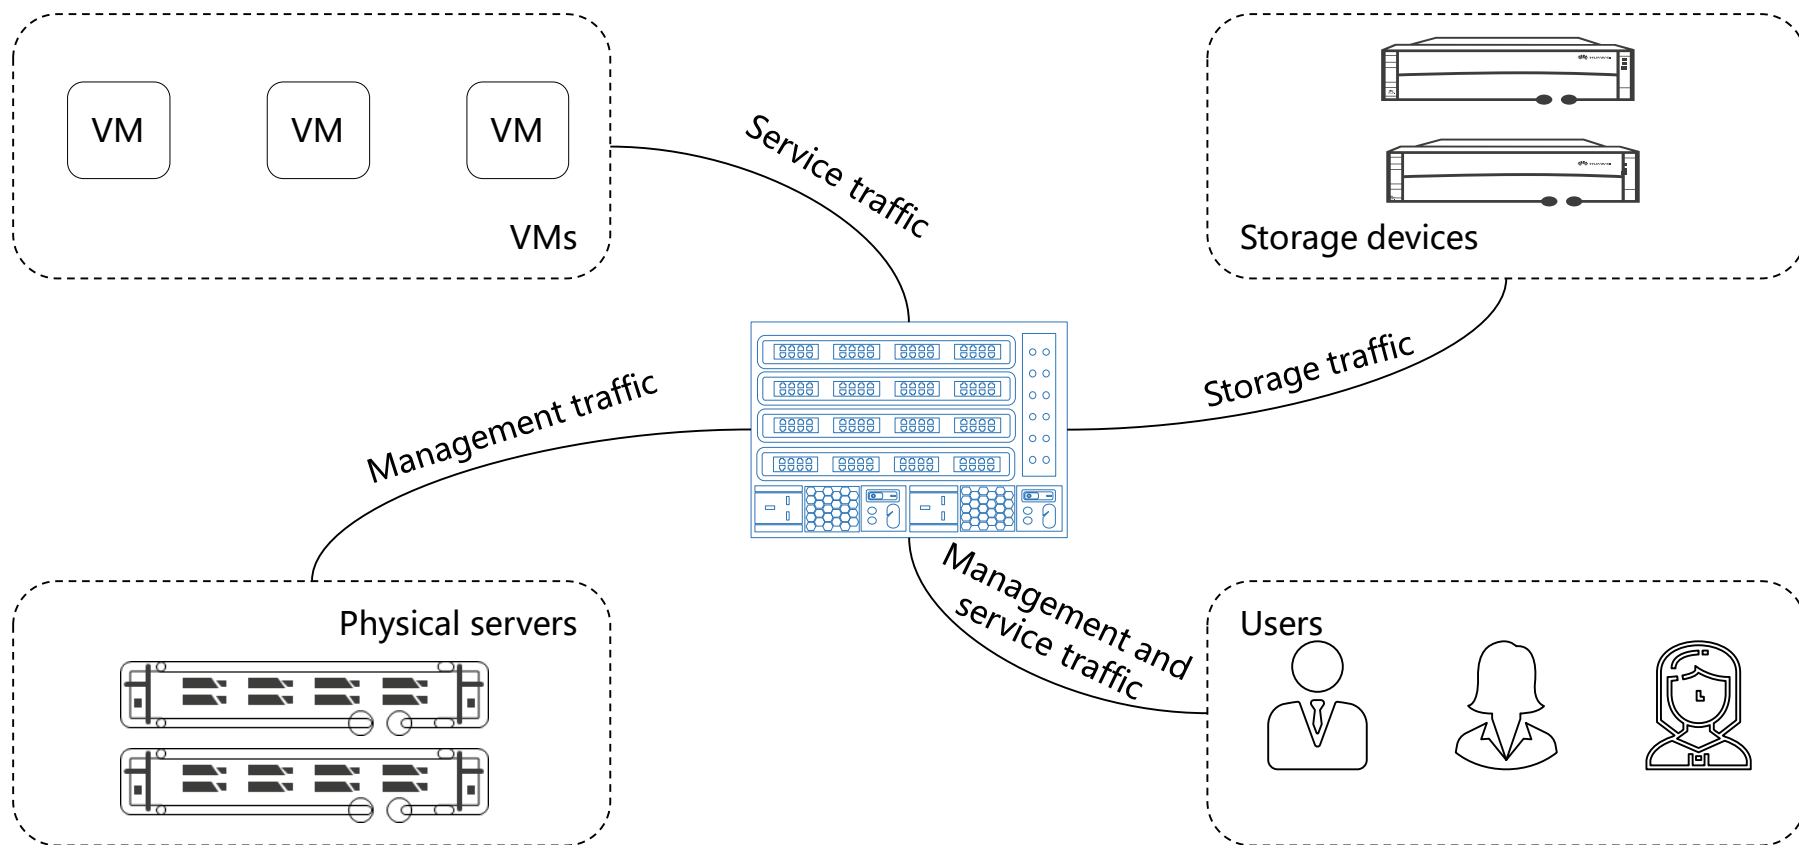 VM
VM
VM
VMs
Service traffic
Storage devices
Management traffic
Storage traffic
Physical servers
Management and
service traffic
Users